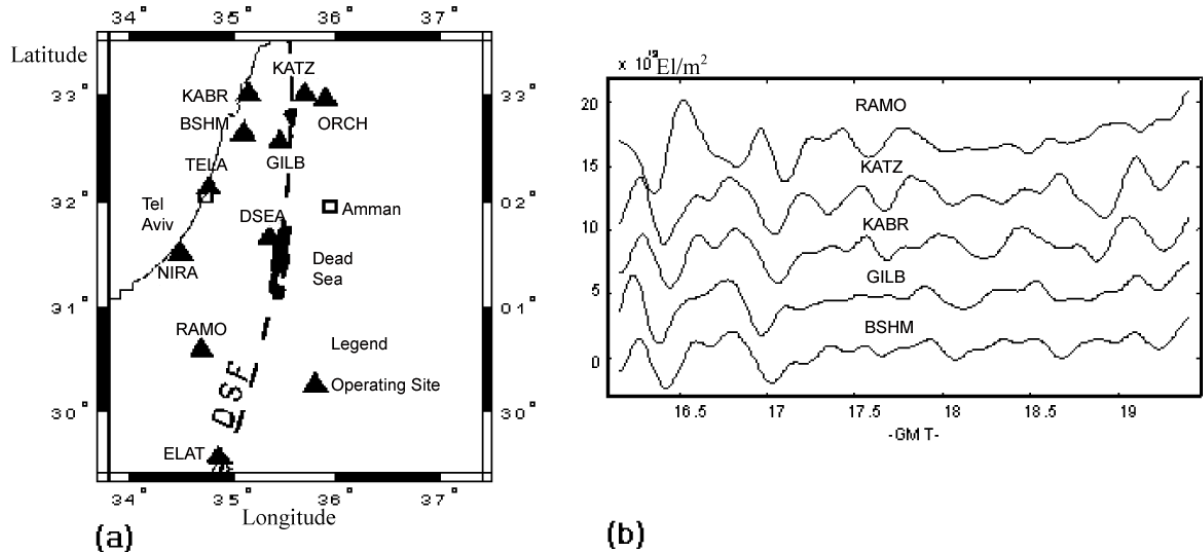 34° 35° 36° 37°
Latitude
KATZ
33° KABR 33°
ORCH
BSHM
GILB
TELA
32° 02°
Tel Aviv
DSEA
Amman
Dead Sea
NIRA
31° 01°
RAMO
Legend
Operating Site
30° 30°
DSF
ELAT
34° 35° 36° 37°
Longitude
(a)
El/m²
20
RAMO
15
KATZ
10
KABR
5
GILB
BSHM
0
16.5 17 17.5 18 18.5 19
-GMT-
(b)